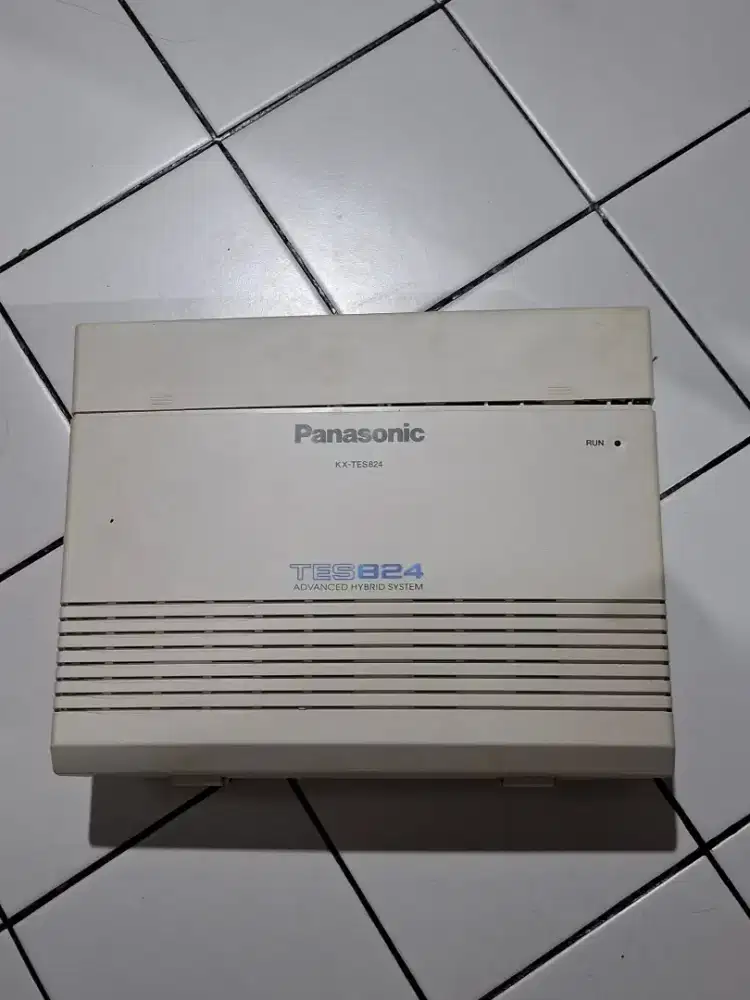 Panasonic
RUN
KX-TES824
TES824
ADVANCED HYBRID SYSTEM